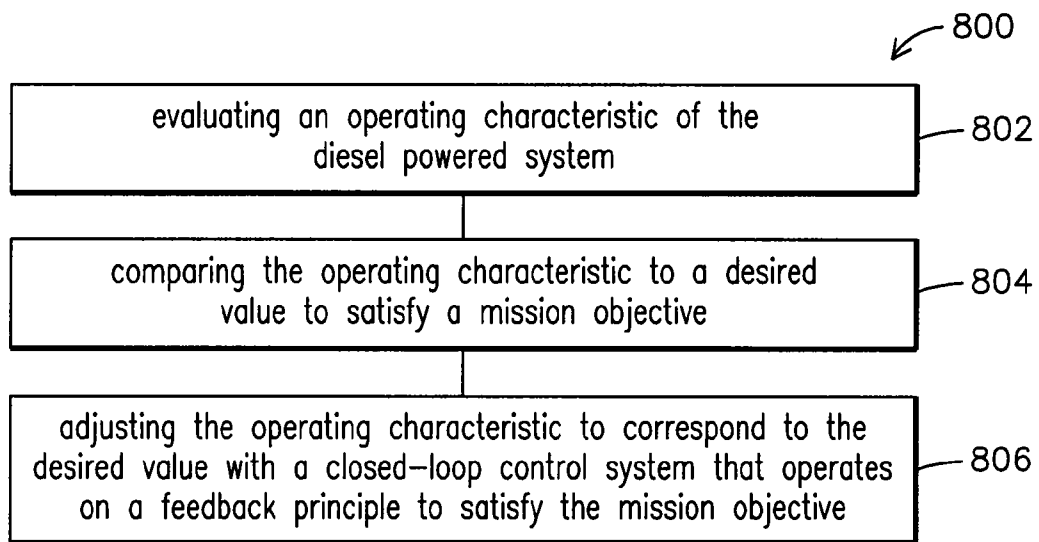 800
evaluating an operating characteristic of the
diesel powered system
802
comparing the operating characteristic to a desired
value to satisfy a mission objective
804
adjusting the operating characteristic to correspond to the
desired value with a closed-loop control system that operates
on a feedback principle to satisfy the mission objective
806